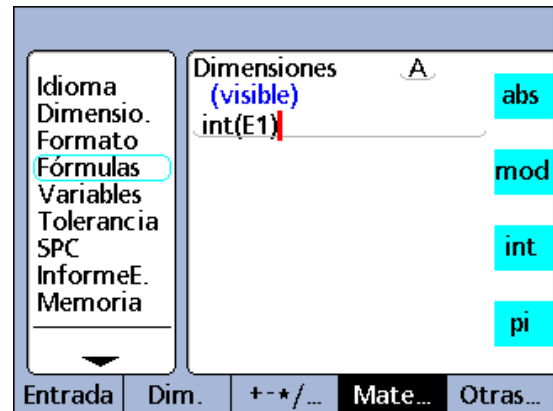 Idioma
Dimensio.
Formato
Fórmulas
Variables
Tolerancia
SPC
InformeE.
Memoria
Dimensiones A
(visible)
int(E1)
abs
mod
int
pi
Entrada Dim. +-*/... Mate... Otras...